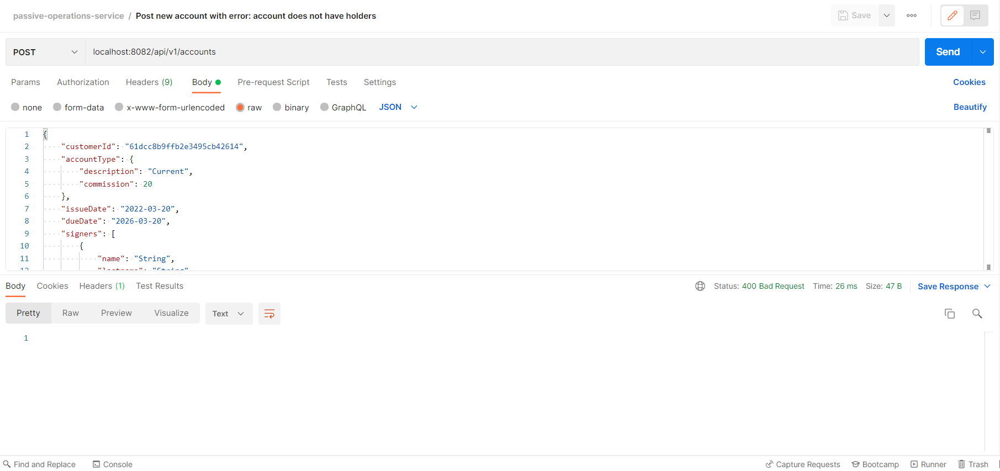 passive-operations-service / Post new account with error: account does not have holders
Save
POST localhost:8082/api/v1/accounts
Send
Params Authorization Headers (9) Body Pre-request Script Tests Settings Cookies
none form-data x-www-form-urlencoded raw binary GraphQL JSON Beautify
1 {
2 "customerId": "61dcc8b9ffb2e3495cb42614",
3 "accountType": {
4 "description": "Current",
5 "commission": 20
6 },
7 "issueDate": "2022-03-20",
8 "dueDate": "2026-03-20",
9 "signers": [
10 {
11 "name": "String",
12 "lastname": "String"
Body Cookies Headers (1) Test Results Status: 400 Bad Request Time: 26 ms Size: 47 B Save Response
Pretty Raw Preview Visualize Text
1
Find and Replace Console Capture Requests Bootcamp Runner Trash